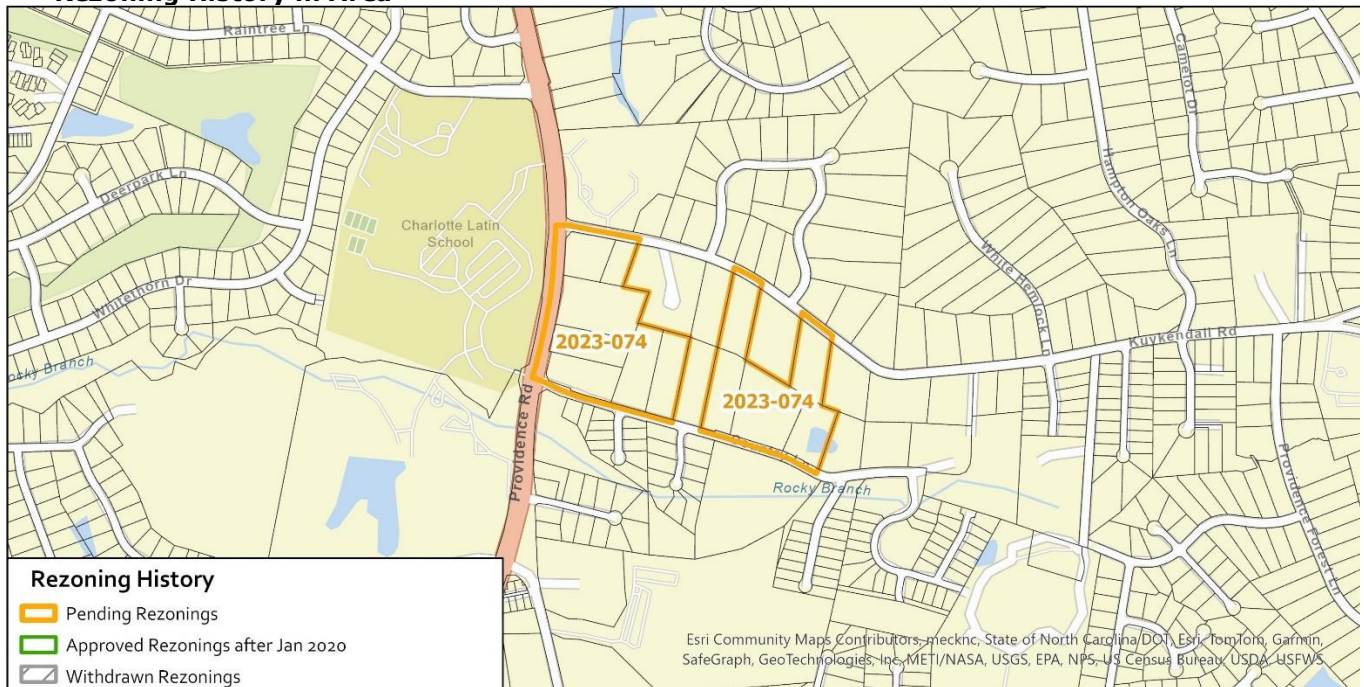 Rezoning History in Area
Raintree Ln
Camelot Dr
Hampton Oaks Ln
Deerpark Ln
Charlotte Latin
School
White Hemlock Ln
Whitethorn Dr
Kuykendall Rd
2023-074
Rocky Branch
2023-074
Providence Rd
Providence Forest Ln
Rocky Branch
Rezoning History
Pending Rezonings
Approved Rezonings after Jan 2020
Withdrawn Rezonings
Esri Community Maps Contributors, mecknc, State of North Carolina DOT, Esri, TomTom, Garmin,
SafeGraph, GeoTechnologies, Inc, METI/NASA, USGS, EPA, NPS, US Census Bureau, USDA, USFWS